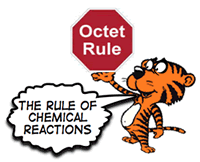 Octet
Rule
THE RULE OF
CHEMICAL
REACTIONS